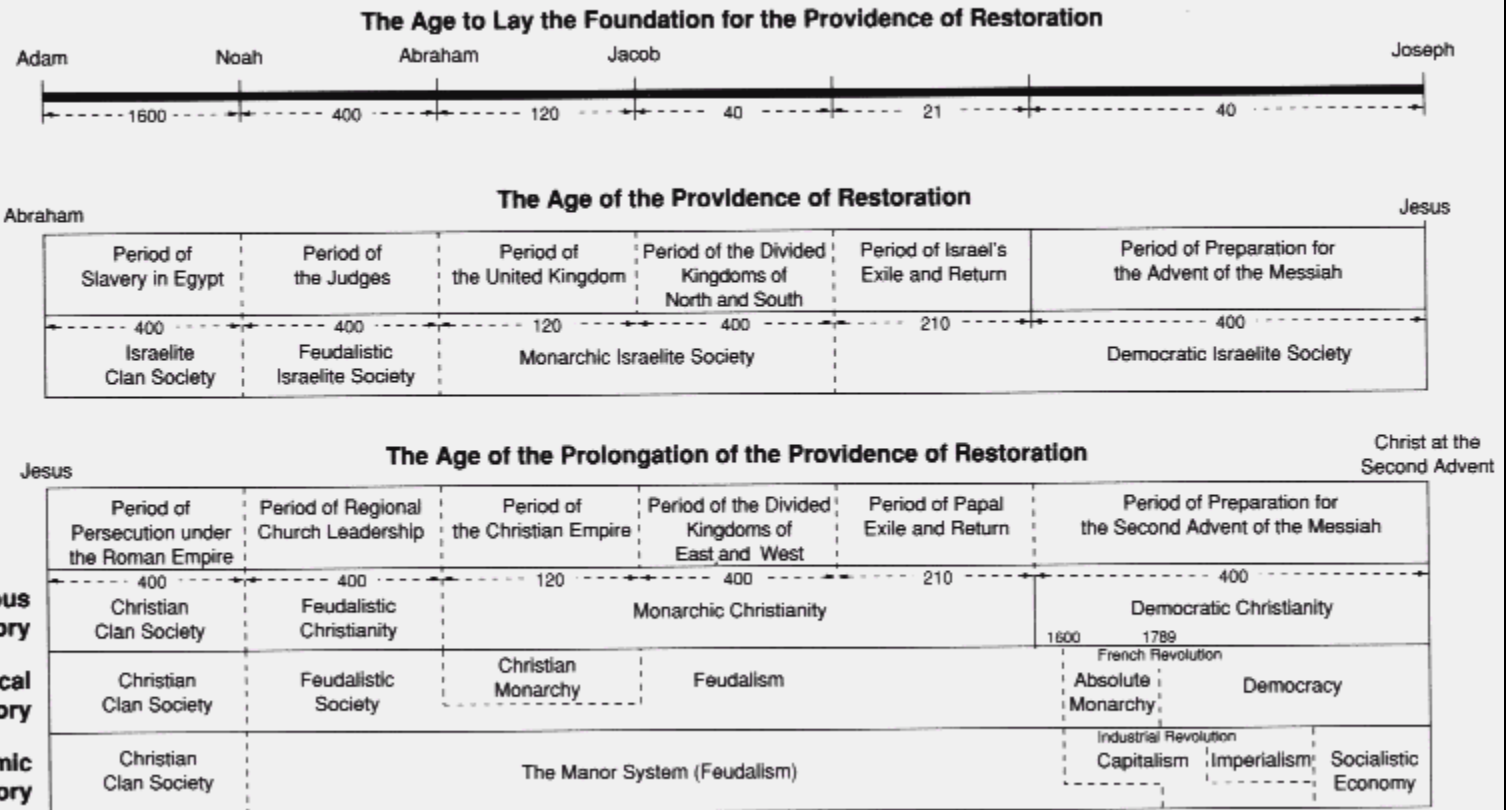 The Age to Lay the Foundation for the Providence of Restoration
Adam Noah Abraham Jacob Joseph
1600 400 120 40 21 40
The Age of the Providence of Restoration
Abraham Jesus
Period of Slavery in Egypt
Period of the Judges
Period of the United Kingdom
Period of the Divided Kingdoms of North and South
Period of Israel's Exile and Return
Period of Preparation for the Advent of the Messiah
400 400 120 400 210 400
Israelite Clan Society
Feudalistic Israelite Society
Monarchic Israelite Society
Democratic Israelite Society
The Age of the Prolongation of the Providence of Restoration
Jesus
Christ at the Second Advent
Period of Persecution under the Roman Empire
Period of Regional Church Leadership
Period of the Christian Empire
Period of the Divided Kingdoms of East and West
Period of Papal Exile and Return
Period of Preparation for the Second Advent of the Messiah
400 400 120 400 210 400
ous
ory
Christian Clan Society
Feudalistic Christianity
Monarchic Christianity
Democratic Christianity
1600 1789
French Revolution
cal
ory
Christian Clan Society
Feudalistic Society
Christian Monarchy
Feudalism
Absolute Monarchy
Democracy
Industrial Revolution
mic
ory
Christian Clan Society
The Manor System (Feudalism)
Capitalism
Imperialism
Socialistic Economy